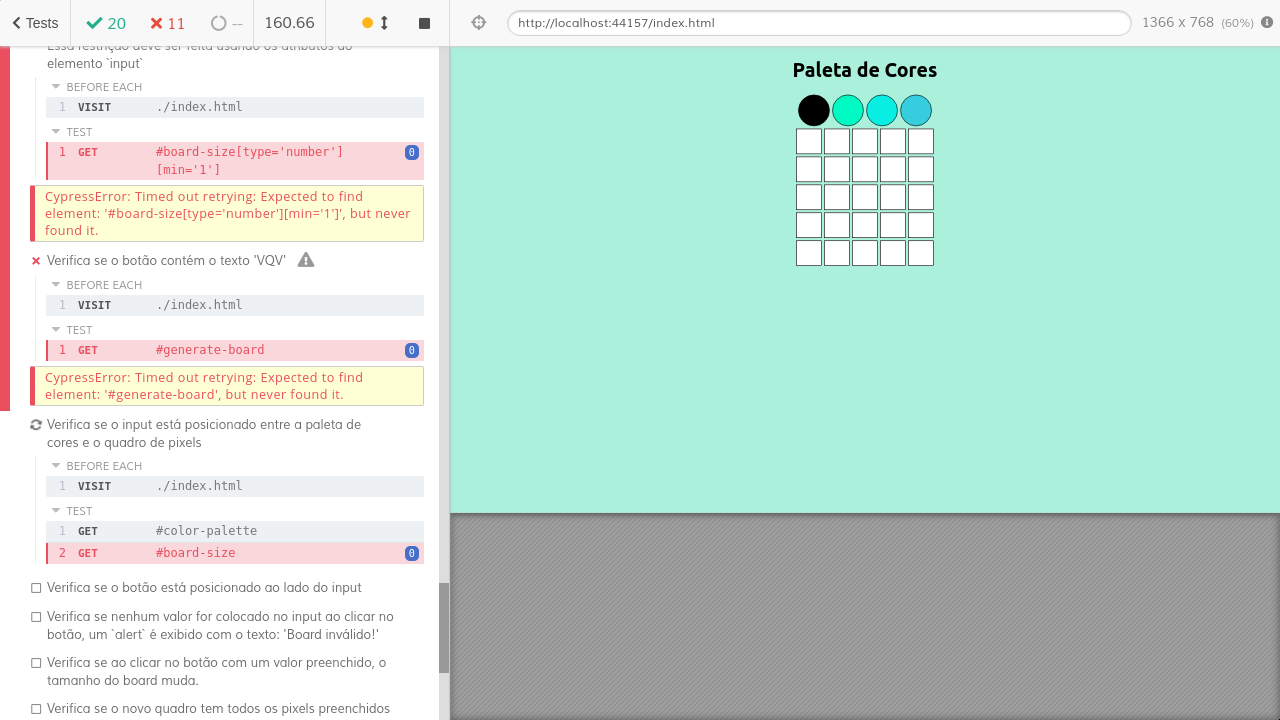 Tests
20
11
--
160.66
http://localhost:44157/index.html
1366 x 768 (60%)
Essa restrição deve ser feita usando os atributos do
elemento `input`
BEFORE EACH
1 VISIT ./index.html
TEST
1 GET #board-size[type='number']
[min='1']
0
CypressError: Timed out retrying: Expected to find
element: '#board-size[type='number'][min='1']', but never
found it.
Verifica se o botão contém o texto 'VQV'
BEFORE EACH
1 VISIT ./index.html
TEST
1 GET #generate-board 0
CypressError: Timed out retrying: Expected to find
element: '#generate-board', but never found it.
Verifica se o input está posicionado entre a paleta de
cores e o quadro de pixels
BEFORE EACH
1 VISIT ./index.html
TEST
1 GET #color-palette
2 GET #board-size 0
Verifica se o botão está posicionado ao lado do input
Verifica se nenhum valor for colocado no input ao clicar no
botão, um `alert` é exibido com o texto: 'Board inválido!'
Verifica se ao clicar no botão com um valor preenchido, o
tamanho do board muda.
Verifica se o novo quadro tem todos os pixels preenchidos
Paleta de Cores